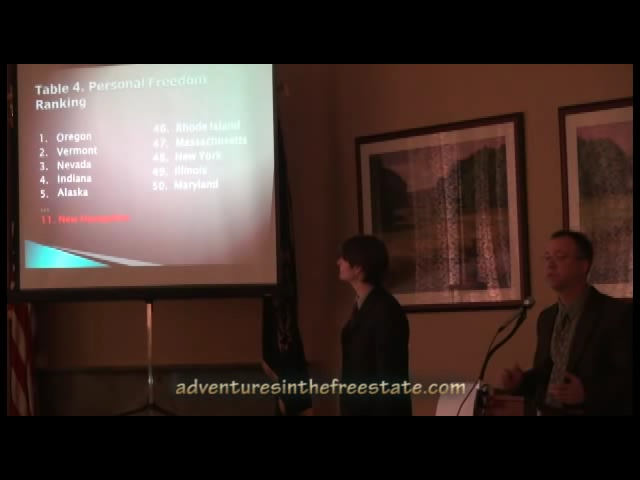 Table 4. Personal Freedom
Ranking
1. Oregon
2. Vermont
3. Nevada
4. Indiana
5. Alaska
...
11. New Hampshire
46. Rhode Island
47. Massachusetts
48. New York
49. Illinois
50. Maryland
adventuresinthefreestate.com